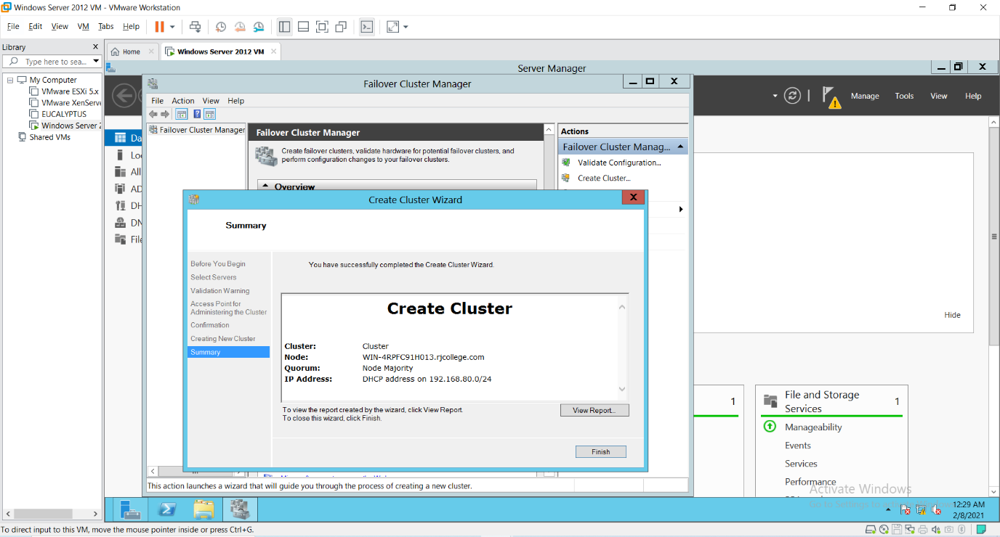 Windows Server 2012 VM - VMware Workstation
File Edit View VM Tabs Help
Library
Type here to sea...
My Computer
VMware ESXi 5.x
VMware XenServe
EUCALYPTUS
Windows Server 2
Shared VMs
Home
Windows Server 2012 VM
Server Manager
Manage Tools View Help
Da
Loc
All
AD
DH
DN
File
Failover Cluster Manager
File Action View Help
Failover Cluster Manager
Failover Cluster Manager
Create failover clusters, validate hardware for potential failover clusters, and
perform configuration changes to your failover clusters.
Overview
Actions
Failover Cluster Manag...
Validate Configuration...
Create Cluster...
Create Cluster Wizard
Summary
Before You Begin
Select Servers
Validation Warning
Access Point for
Administering the Cluster
Confirmation
Creating New Cluster
Summary
You have successfully completed the Create Cluster Wizard.
Create Cluster
Cluster: Cluster
Node: WIN-4RPFC91H013.rjcollege.com
Quorum: Node Majority
IP Address: DHCP address on 192.168.80.0/24
To view the report created by the wizard, click View Report.
To close this wizard, click Finish.
View Report...
Finish
This action launches a wizard that will guide you through the process of creating a new cluster.
Hide
1
File and Storage
Services
1
Manageability
Events
Services
Performance
Activate Windows
12:29 AM
2/8/2021
To direct input to this VM, move the mouse pointer inside or press Ctrl+G.